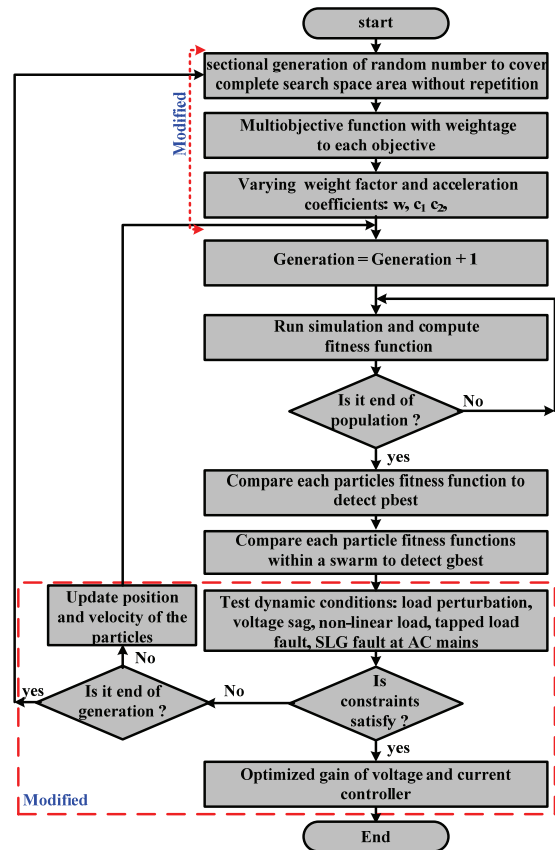 start
sectional generation of random number to cover
complete search space area without repetition
Modified
Multiobjective function with weightage
to each objective
Varying weight factor and acceleration
coefficients: w, c₁ c₂,
Generation = Generation + 1
Run simulation and compute
fitness function
Is it end of
population ?
No
yes
Compare each particles fitness function to
detect pbest
Compare each particle fitness functions
within a swarm to detect gbest
Update position
and velocity of the
particles
Test dynamic conditions: load perturbation,
voltage sag, non-linear load, tapped load
fault, SLG fault at AC mains
No
Is it end of
generation ?
yes
No
Is
constraints
satisfy ?
yes
Optimized gain of voltage and current
controller
Modified
End